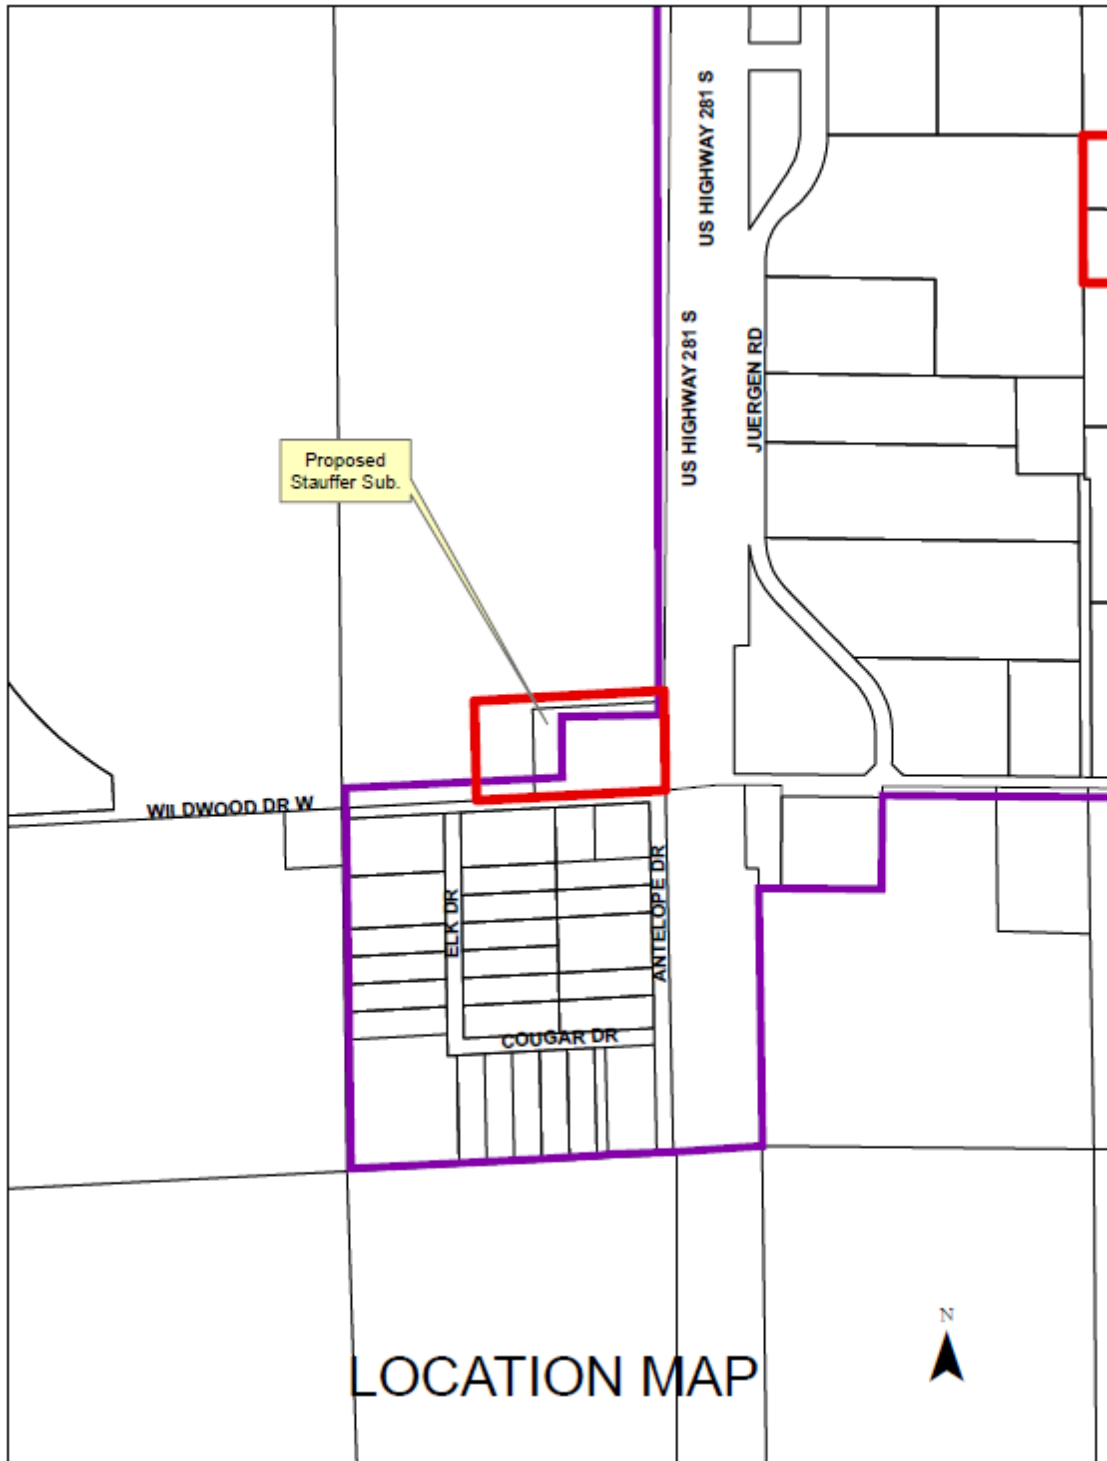 US HIGHWAY 281 S
US HIGHWAY 281 S
JUERGEN RD
Proposed
Stauffer Sub.
WILDWOOD DR W
ELK DR
ANTELOPE DR
COUGAR DR
N
LOCATION MAP